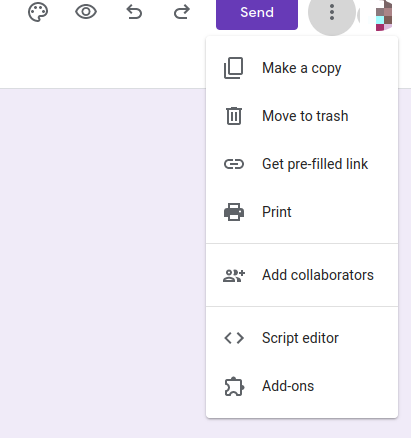 Send
Make a copy
Move to trash
Get pre-filled link
Print
Add collaborators
Script editor
Add-ons